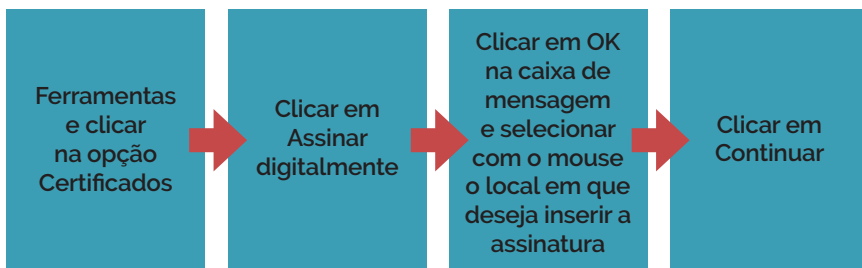 Ferramentas
e clicar
na opção
Certificados
Clicar em
Assinar
digitalmente
Clicar em OK
na caixa de
mensagem
e selecionar
com o mouse
o local em que
deseja inserir a
assinatura
Clicar em
Continuar